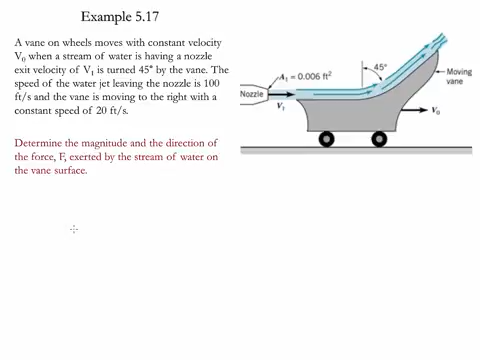 Example 5.17
A vane on wheels moves with constant velocity
V₀ when a stream of water is having a nozzle
exit velocity of V₁ is turned 45° by the vane. The
speed of the water jet leaving the nozzle is 100
ft/s and the vane is moving to the right with a
constant speed of 20 ft/s.
Determine the magnitude and the direction of
the force, F, exerted by the stream of water on
the vane surface.
A₁ = 0.006 ft²
45°
Moving
vane
Nozzle
V₁
V₀